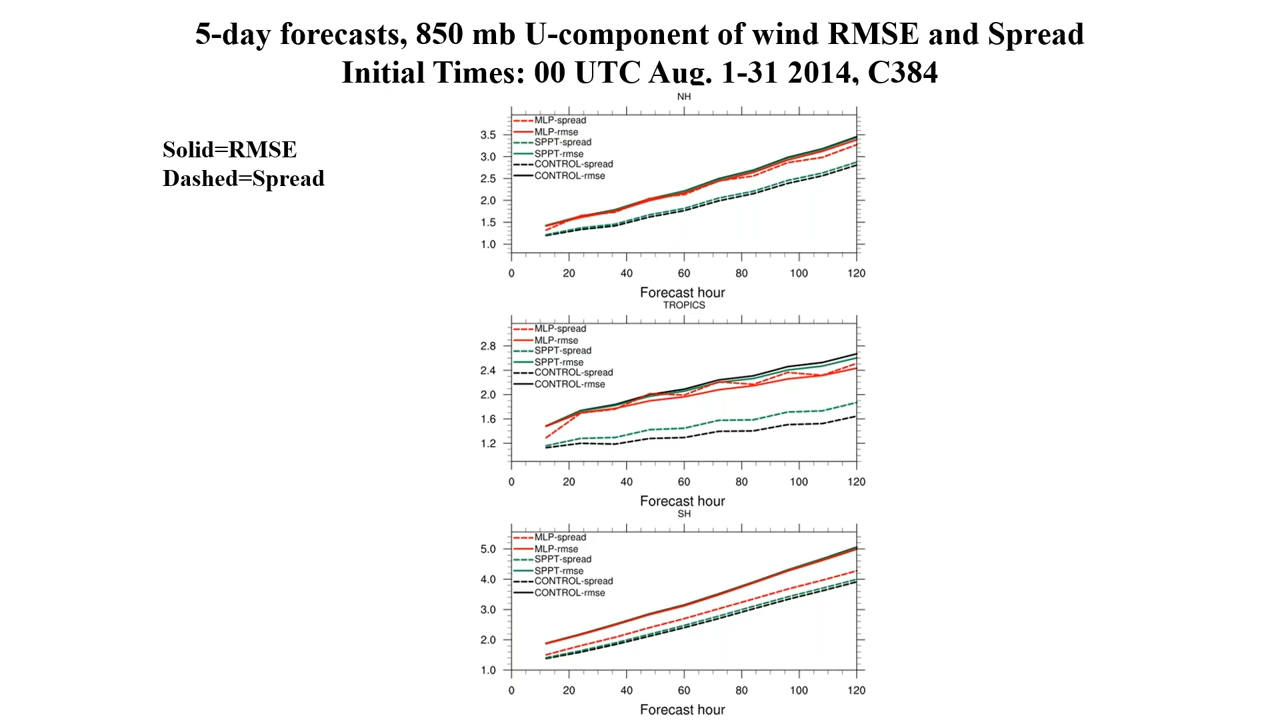 5-day forecasts, 850 mb U-component of wind RMSE and Spread
Initial Times: 00 UTC Aug. 1-31 2014, C384
Solid=RMSE
Dashed=Spread
NH
MLP-spread
MLP-rmse
SPPT-spread
SPPT-rmse
CONTROL-spread
CONTROL-rmse
3.5
3.0
2.5
2.0
1.5
1.0
0 20 40 60 80 100 120
Forecast hour
TROPICS
MLP-spread
MLP-rmse
SPPT-spread
SPPT-rmse
CONTROL-spread
CONTROL-rmse
2.8
2.4
2.0
1.6
1.2
0 20 40 60 80 100 120
Forecast hour
SH
MLP-spread
MLP-rmse
SPPT-spread
SPPT-rmse
CONTROL-spread
CONTROL-rmse
5.0
4.0
3.0
2.0
1.0
0 20 40 60 80 100 120
Forecast hour